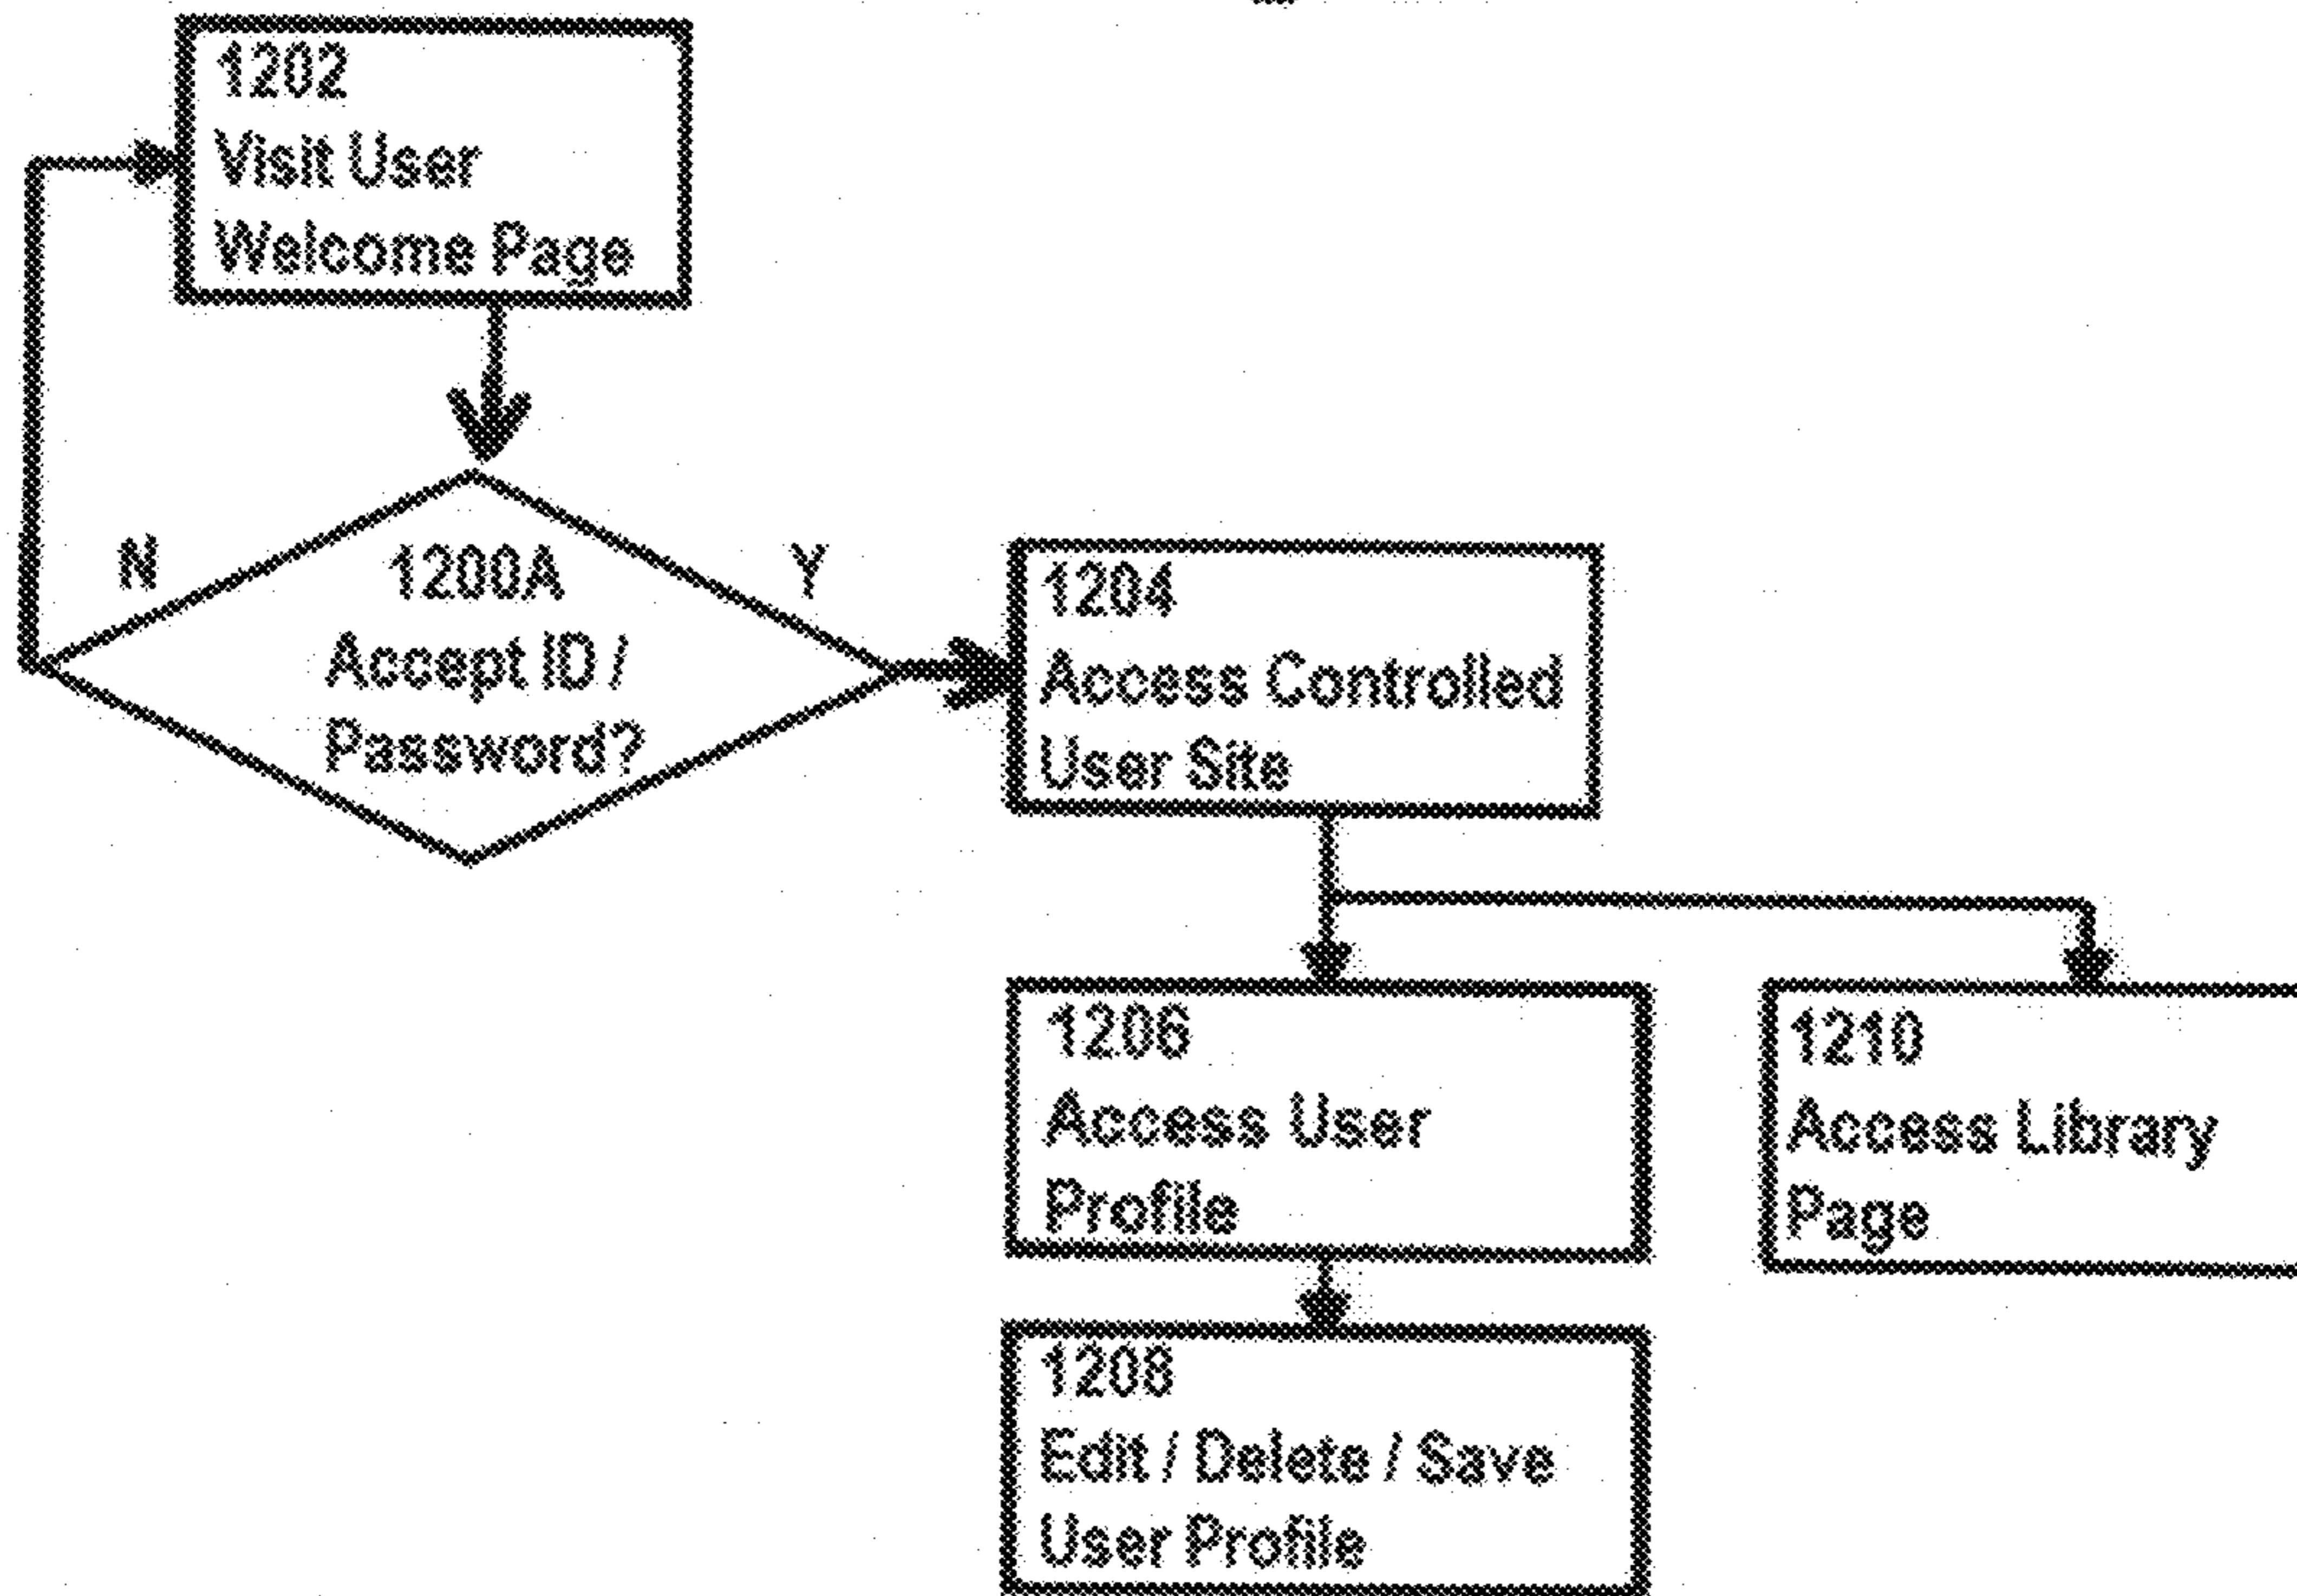 1202
Visit User
Welcome Page
N
1200A
Y
Accept ID /
Password?
1204
Access Controlled
User Site
1206
Access User
Profile
1210
Access Library
Page
1208
Edit / Delete / Save
User Profile